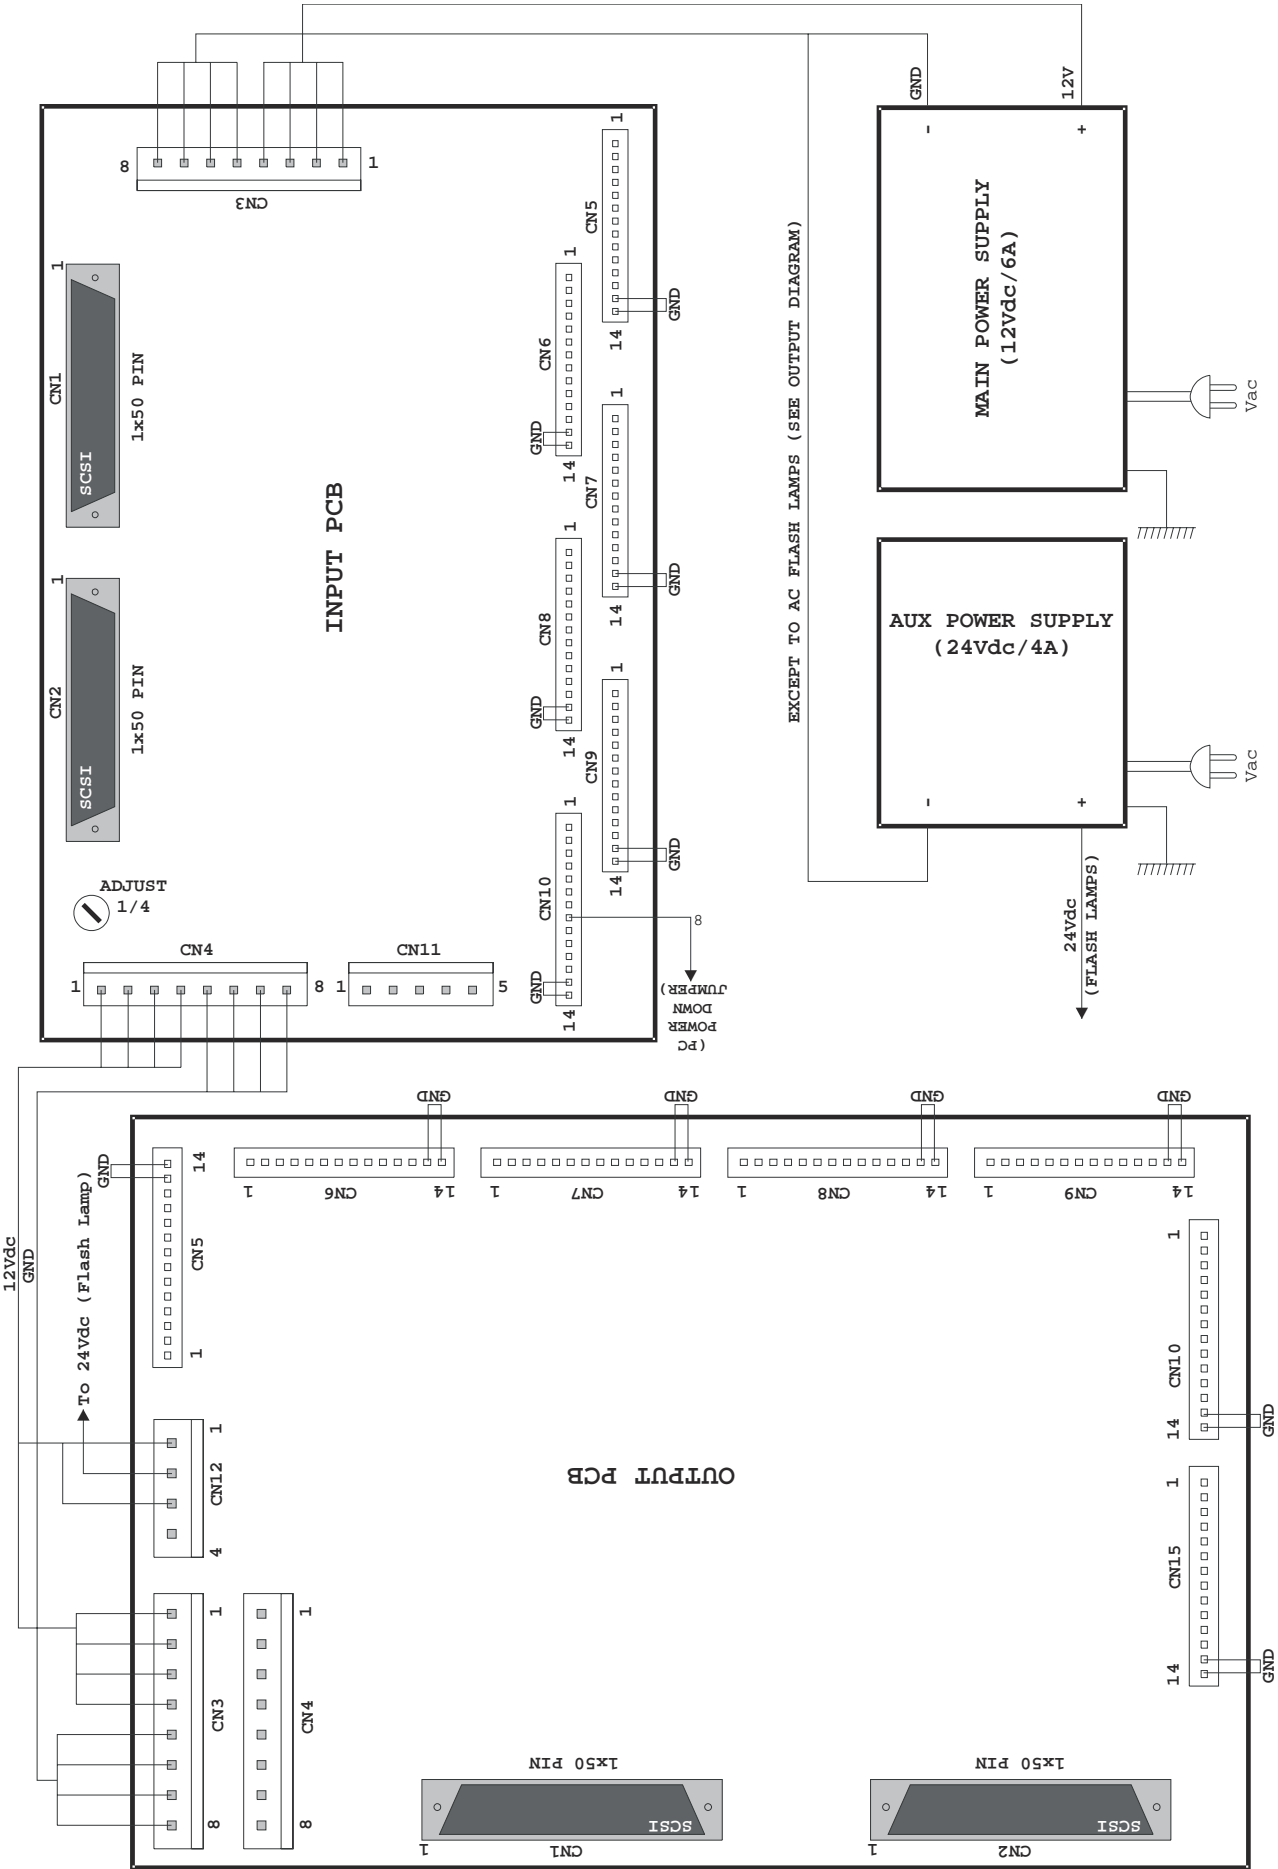 GND
12V
-
+
MAIN POWER SUPPLY
(12Vdc/6A)
Vac
EXCEPT TO AC FLASH LAMPS (SEE OUTPUT DIAGRAM)
AUX POWER SUPPLY
(24Vdc/4A)
-
+
Vac
24Vdc
(FLASH LAMPS)
8
1
CN3
1
CN1
SCSI
1x50 PIN
1
CN2
SCSI
1x50 PIN
INPUT PCB
1
CN5
14
GND
1
CN6
14
GND
1
CN7
14
GND
1
CN8
14
GND
1
CN9
14
GND
1
CN10
14
GND
8
(PC
POWER
DOWN
JUMPER)
ADJUST
1/4
CN4
1
8
CN11
1
5
12Vdc
GND
To 24Vdc (Flash Lamp)
GND
14
CN5
1
GND
1
CN6
14
GND
1
CN7
14
GND
1
CN8
14
GND
1
CN9
14
1
CN10
14
GND
1
CN12
4
OUTPUT PCB
1
CN15
14
GND
1
CN3
8
1
CN4
8
1x50 PIN
SCSI
1
CN1
1x50 PIN
SCSI
1
CN2